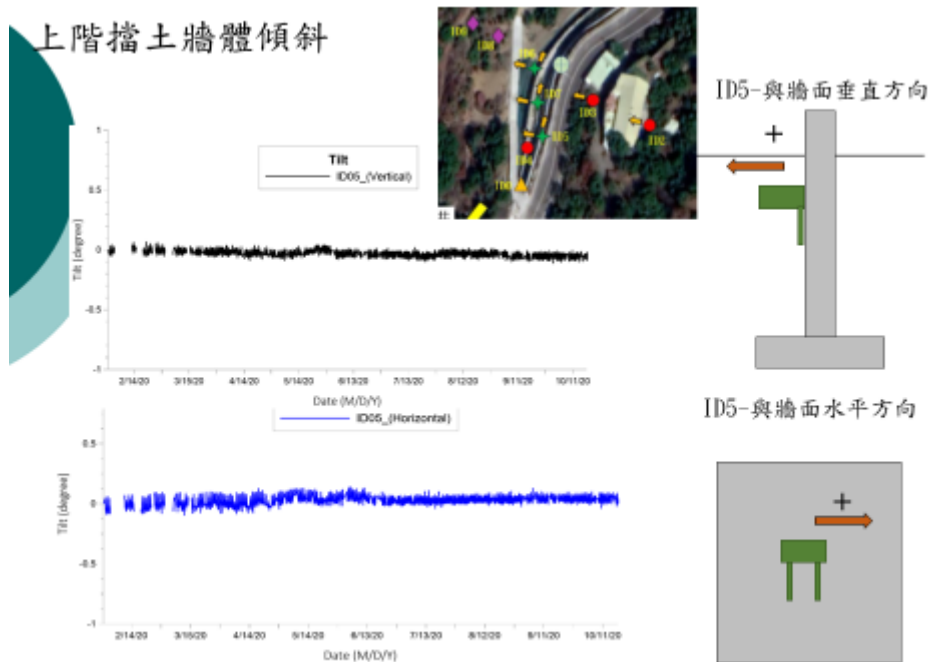 上階擋土牆體傾斜
ID9
ID8
ID6
ID7
ID3
ID5
ID2
ID4
ID5-與牆面垂直方向
+
Tilt
ID05_(Vertical)
Tilt (degree)
1
0.5
0
-0.5
-1
2/14/20 3/15/20 4/14/20 5/14/20 6/13/20 7/13/20 8/12/20 9/11/20 10/11/20
Date (M/D/Y)
ID5-與牆面水平方向
+
ID05_(Horizontal)
Tilt (degree)
0.5
0
-0.5
-1
2/14/20 3/15/20 4/14/20 5/14/20 6/13/20 7/13/20 8/12/20 9/11/20 10/11/20
Date (M/D/Y)